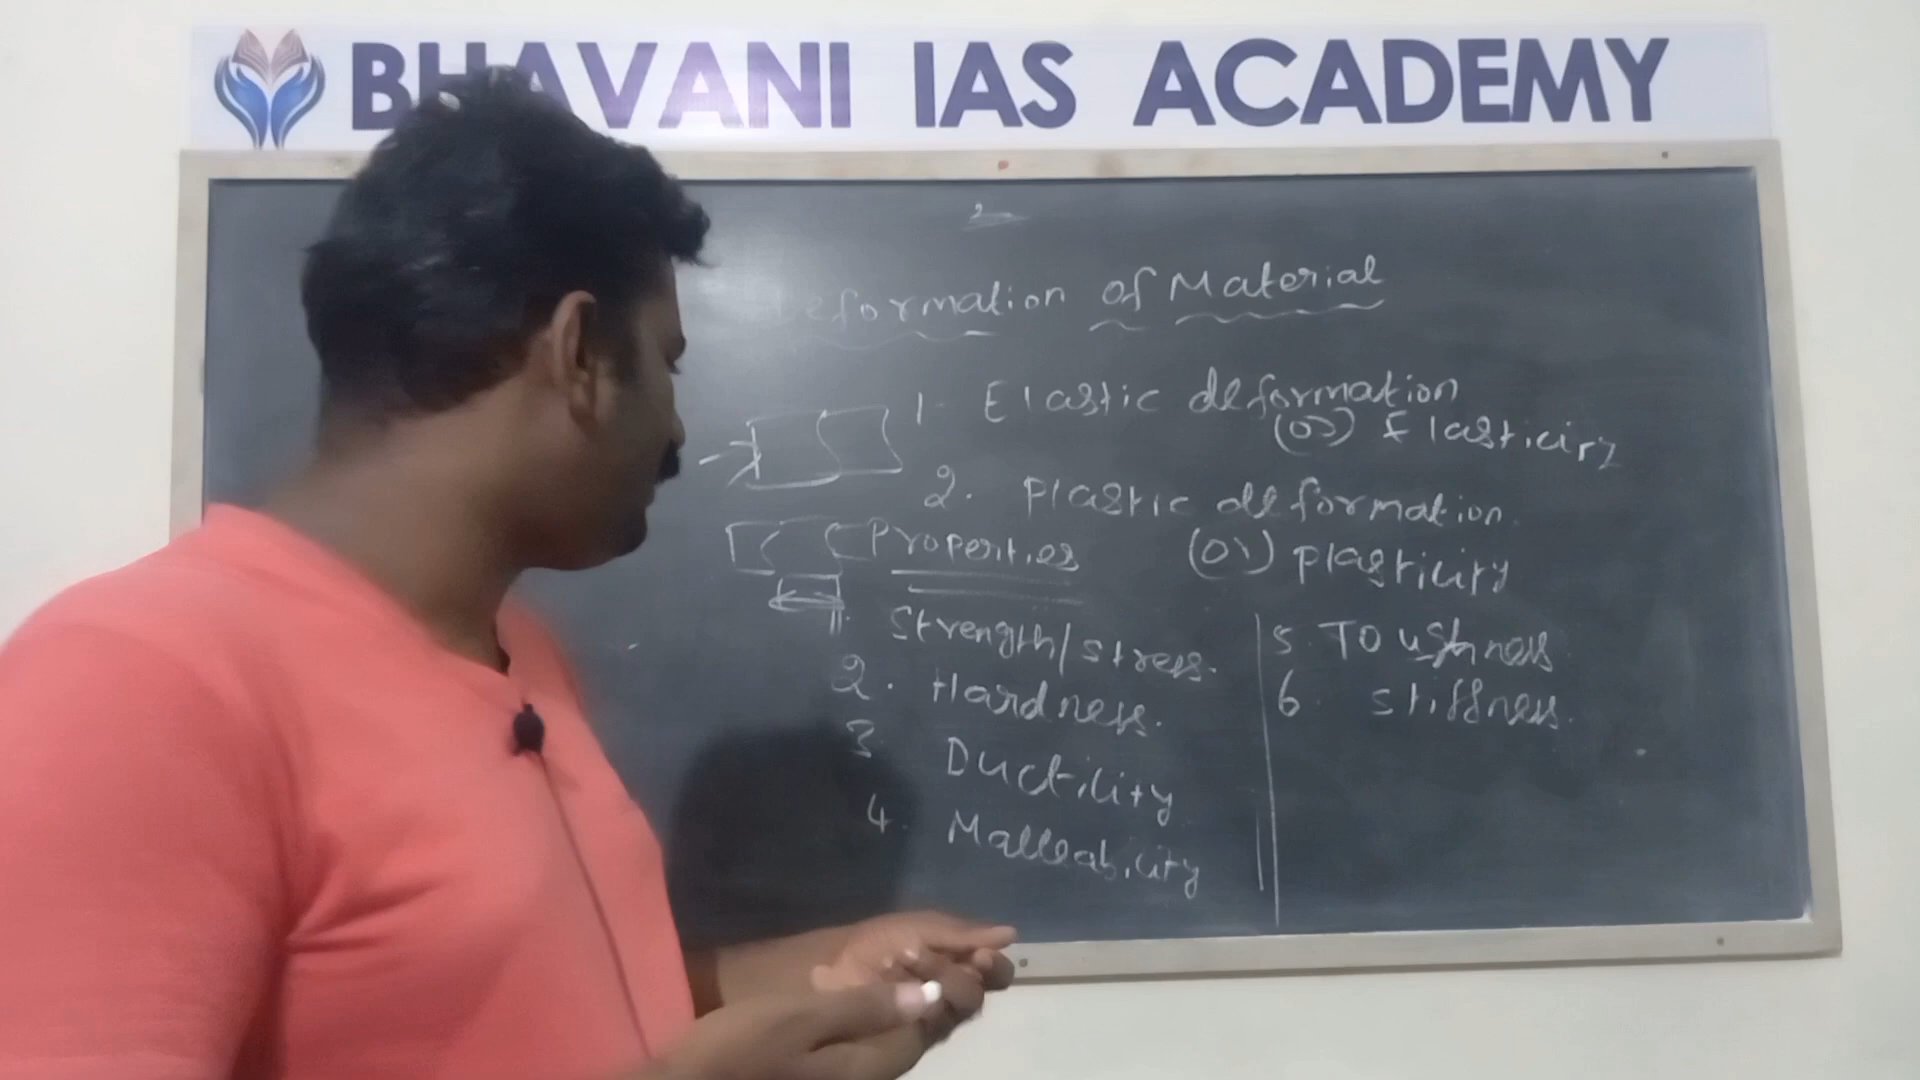 BHAVANI IAS ACADEMY
Deformation of Material
1. Elastic deformation
(or) Elasticity
2. Plastic deformation
(or) plasticity
Properties
1. Strength/stress.
2. Hardness.
3 Ductility
4. Malleability
5. Toughness
6. stiffness.